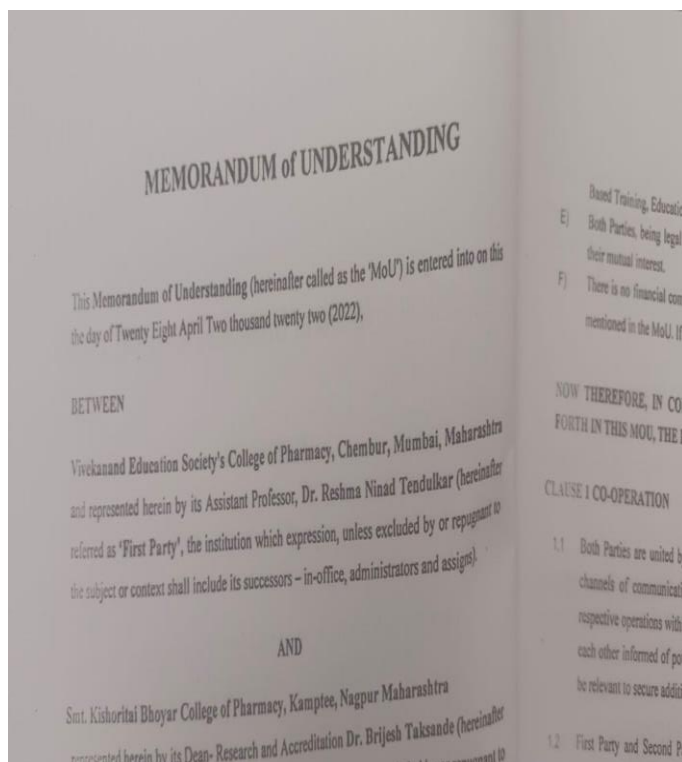 MEMORANDUM of UNDERSTANDING
This Memorandum of Understanding (hereinafter called as the 'MoU') is entered into on this
the day of Twenty Eight April Two thousand twenty two (2022),
BETWEEN
Vivekanand Education Society's College of Pharmacy, Chembur, Mumbai, Maharashtra
and represented herein by its Assistant Professor, Dr. Reshma Ninad Tendulkar (hereinafter
referred as 'First Party', the institution which expression, unless excluded by or repugnant to
the subject or context shall include its successors – in-office, administrators and assigns).
AND
Smt. Kishoritai Bhoyar College of Pharmacy, Kamptee, Nagpur Maharashtra
represented herein by its Dean- Research and Accreditation Dr. Brijesh Taksande (hereinafter
Based Training, Educatio
E) Both Parties, being legal
their mutual interest.
F) There is no financial com
mentioned in the MoU. If
NOW THEREFORE, IN CO
FORTH IN THIS MOU, THE
CLAUSE 1 CO-OPERATION
1.1 Both Parties are united b
channels of communicati
respective operations with
each other informed of po
be relevant to secure additi
1.2 First Party and Second P